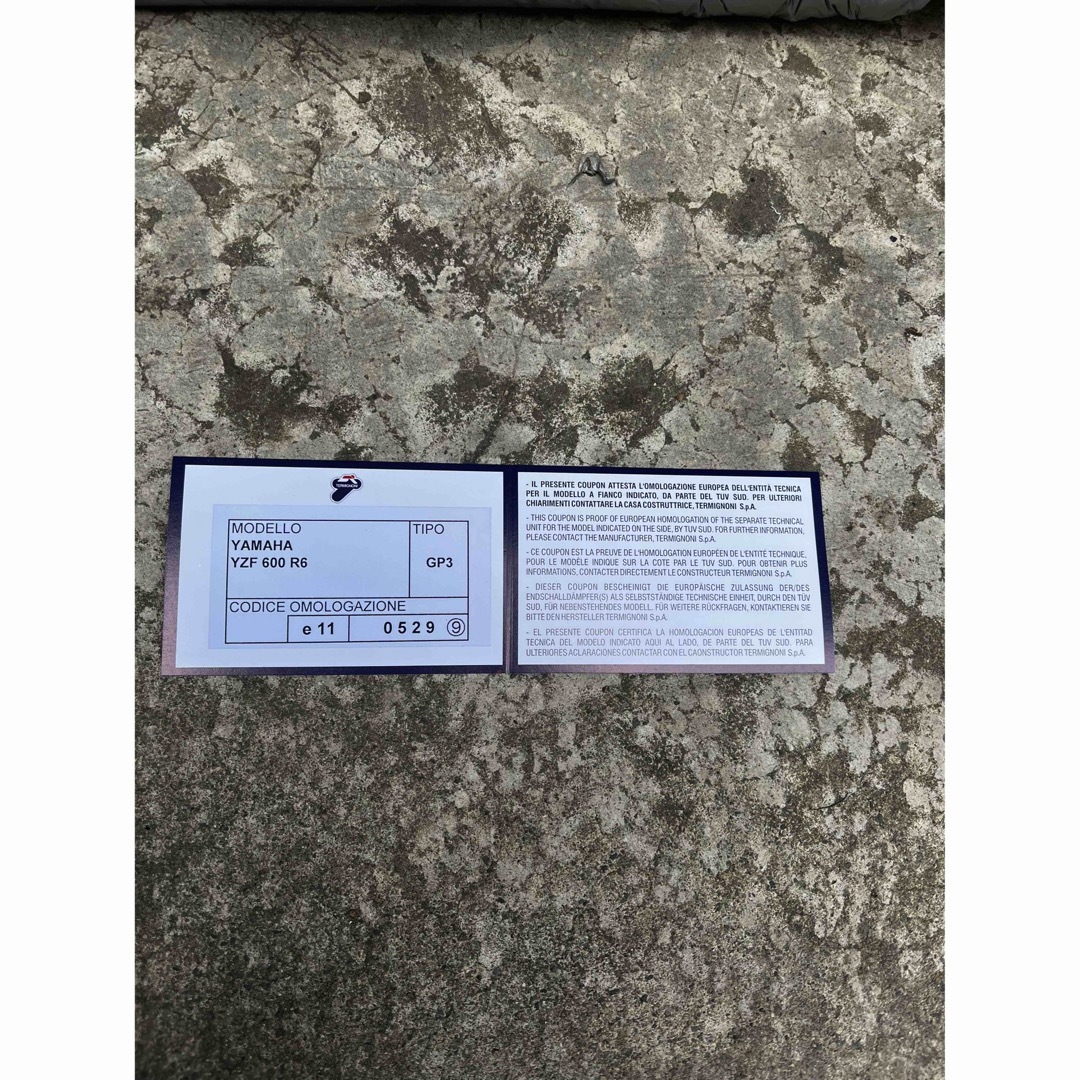 TERMIGNONI
MODELLO
YAMAHA
YZF 600 R6
TIPO
GP3
CODICE OMOLOGAZIONE
e 11
0 5 2 9 ⑨
- IL PRESENTE COUPON ATTESTA L'OMOLOGAZIONE EUROPEA DELL'ENTITÀ TECNICA
PER IL MODELLO A FIANCO INDICATO, DA PARTE DEL TUV SUD. PER ULTERIORI
CHIARIMENTI CONTATTARE LA CASA COSTRUTTRICE, TERMIGNONI S.p.A.
- THIS COUPON IS PROOF OF EUROPEAN HOMOLOGATION OF THE SEPARATE TECHNICAL
UNIT FOR THE MODEL INDICATED ON THE SIDE, BY TUV SUD. FOR FURTHER INFORMATION,
PLEASE CONTACT THE MANUFACTURER, TERMIGNONI S.p.A.
- CE COUPON EST LA PREUVE DE L'HOMOLOGATION EUROPÉEN DE L'ENTITÉ TECHNIQUE,
POUR LE MODÈLE INDIQUE SUR LA COTE PAR LE TUV SUD. POUR OBTENIR PLUS
INFORMATIONS, CONTACTER DIRECTEMENT LE CONSTRUCTEUR TERMIGNONI S.p.A.
- DIESER COUPON BESCHEINIGT DIE EUROPÄISCHE ZULASSUNG DER/DES
ENDSCHALLDÄMPFER(S) ALS SELBSTSTÄNDIGE TECHNISCHE EINHEIT, DURCH DEN TÜV
SUD, FÜR NEBENSTEHENDES MODELL. FÜR WEITERE RÜCKFRAGEN, KONTAKTIEREN SIE
BITTE DEN HERSTELLER TERMIGNONI S.p.A.
- EL PRESENTE COUPON CERTIFICA LA HOMOLOGACION EUROPEAS DE L'ENTITAD
TECNICA DEL MODELO INDICATO AQUI AL LADO, DE PARTE DEL TUV SUD. PARA
ULTERIORES ACLARACIONES CONTACTAR CON EL CAONSTRUCTOR TERMIGNONI S.p.A.